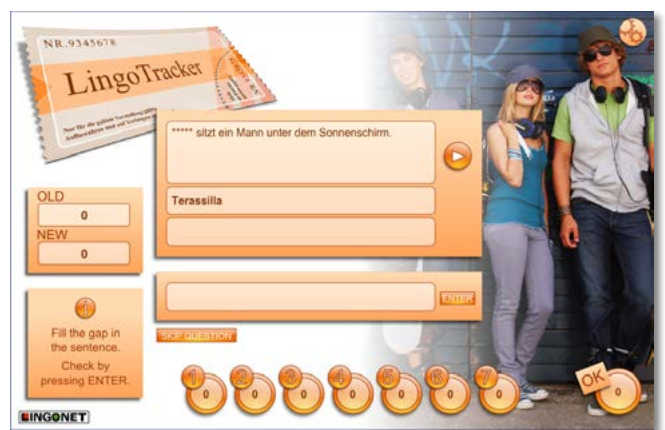 NR.9345678
LingoTracker
***** sitzt ein Mann unter dem Sonnenschirm.
Terassilla
OLD
0
NEW
0
ENTER
SKIP QUESTION
Fill the gap in
the sentence.
Check by
pressing ENTER.
1 2 3 4 5 6 7 OK
0 0 0 0 0 0 0 0
LINGONET